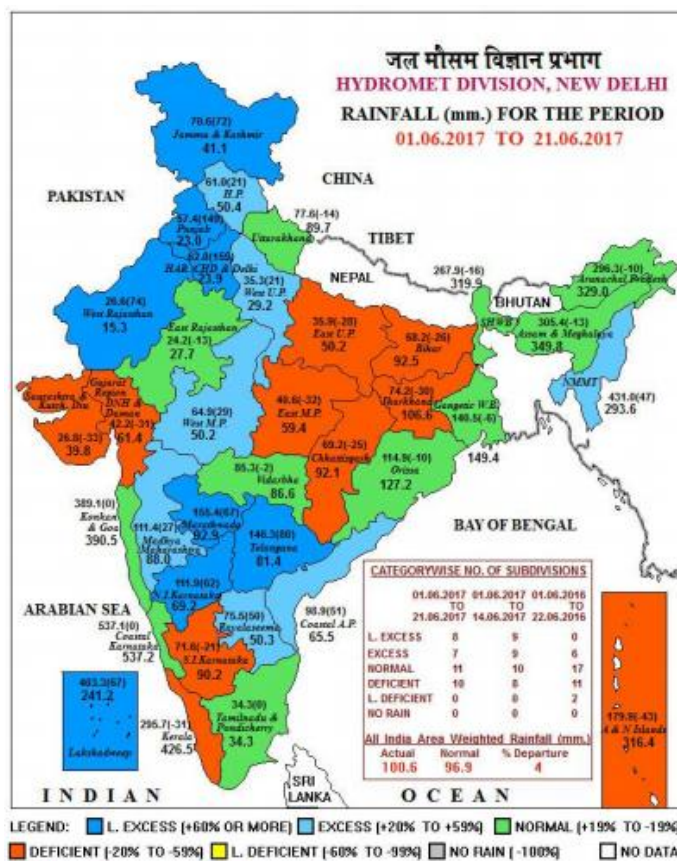 जल मौसम विज्ञान प्रभाग
HYDROMET DIVISION, NEW DELHI
RAINFALL (mm.) FOR THE PERIOD
01.06.2017 TO 21.06.2017
70.6(72)
Jammu & Kashmir
41.1
PAKISTAN
CHINA
61.0(21)
H.P.
50.4
57.4(149)
Punjab
23.0
77.6(-14)
89.7
Uttarakhand
TIBET
HAR. CHD & Delhi
23.9
NEPAL
267.9(-16)
319.9
BHUTAN
296.3(-10)
Arunachal Pradesh
329.0
35.3(21)
West U.P.
29.2
26.6(74)
West Rajasthan
15.3
East Rajasthan
24.2(-13)
27.7
35.9(-28)
East U.P.
50.2
68.2(-26)
Bihar
92.5
SHWB
305.4(-13)
Assam & Meghalaya
349.8
NMMT
431.0(47)
293.6
Saurashtra &
Kutch, Diu
26.8(-33)
39.8
Gujarat
Region
DNH &
Daman
42.2(-31)
61.4
64.9(29)
West M.P.
50.2
40.6(-32)
East M.P.
59.4
74.2(-30)
Jharkhand
106.6
Gangetic W.B.
140.5(-6)
149.4
69.2(-25)
Chhattisgarh
92.1
85.3(-2)
Vidarbha
86.6
114.9(-10)
Orissa
127.2
389.1(0)
Konkan
& Goa
390.5
111.4(27)
Madhya
Maharashtra
88.0
155.4(67)
Marathwada
92.9
146.3(80)
Telangana
81.4
BAY OF BENGAL
ARABIAN SEA
111.9(62)
N.I.Karnataka
69.2
75.5(50)
Rayalaseema
50.3
98.9(51)
Coastal A.P.
65.5
537.1(0)
Coastal
Karnataka
537.2
71.6(-21)
S.I.Karnataka
90.2
403.3(67)
241.2
Lakshadweep
295.7(-31)
Kerala
426.5
34.3(0)
Tamilnadu &
Pondicherry
34.3
CATEGORYWISE NO. OF SUBDIVISIONS
01.06.2017 01.06.2017 01.06.2016
TO TO TO
21.06.2017 14.06.2017 22.06.2016
L. EXCESS 8 9 0
EXCESS 7 9 6
NORMAL 11 10 17
DEFICIENT 10 8 11
L. DEFICIENT 0 0 2
NO RAIN 0 0 0
All India Area Weighted Rainfall (mm.)
Actual Normal % Departure
100.6 96.9 4
179.9(-43)
A & N Islands
316.4
SRI
LANKA
INDIAN OCEAN
LEGEND: L. EXCESS (+60% OR MORE) EXCESS (+20% TO +59%) NORMAL (+19% TO -19%)
DEFICIENT (-20% TO -59%) L. DEFICIENT (-60% TO -99%) NO RAIN (-100%) NO DATA